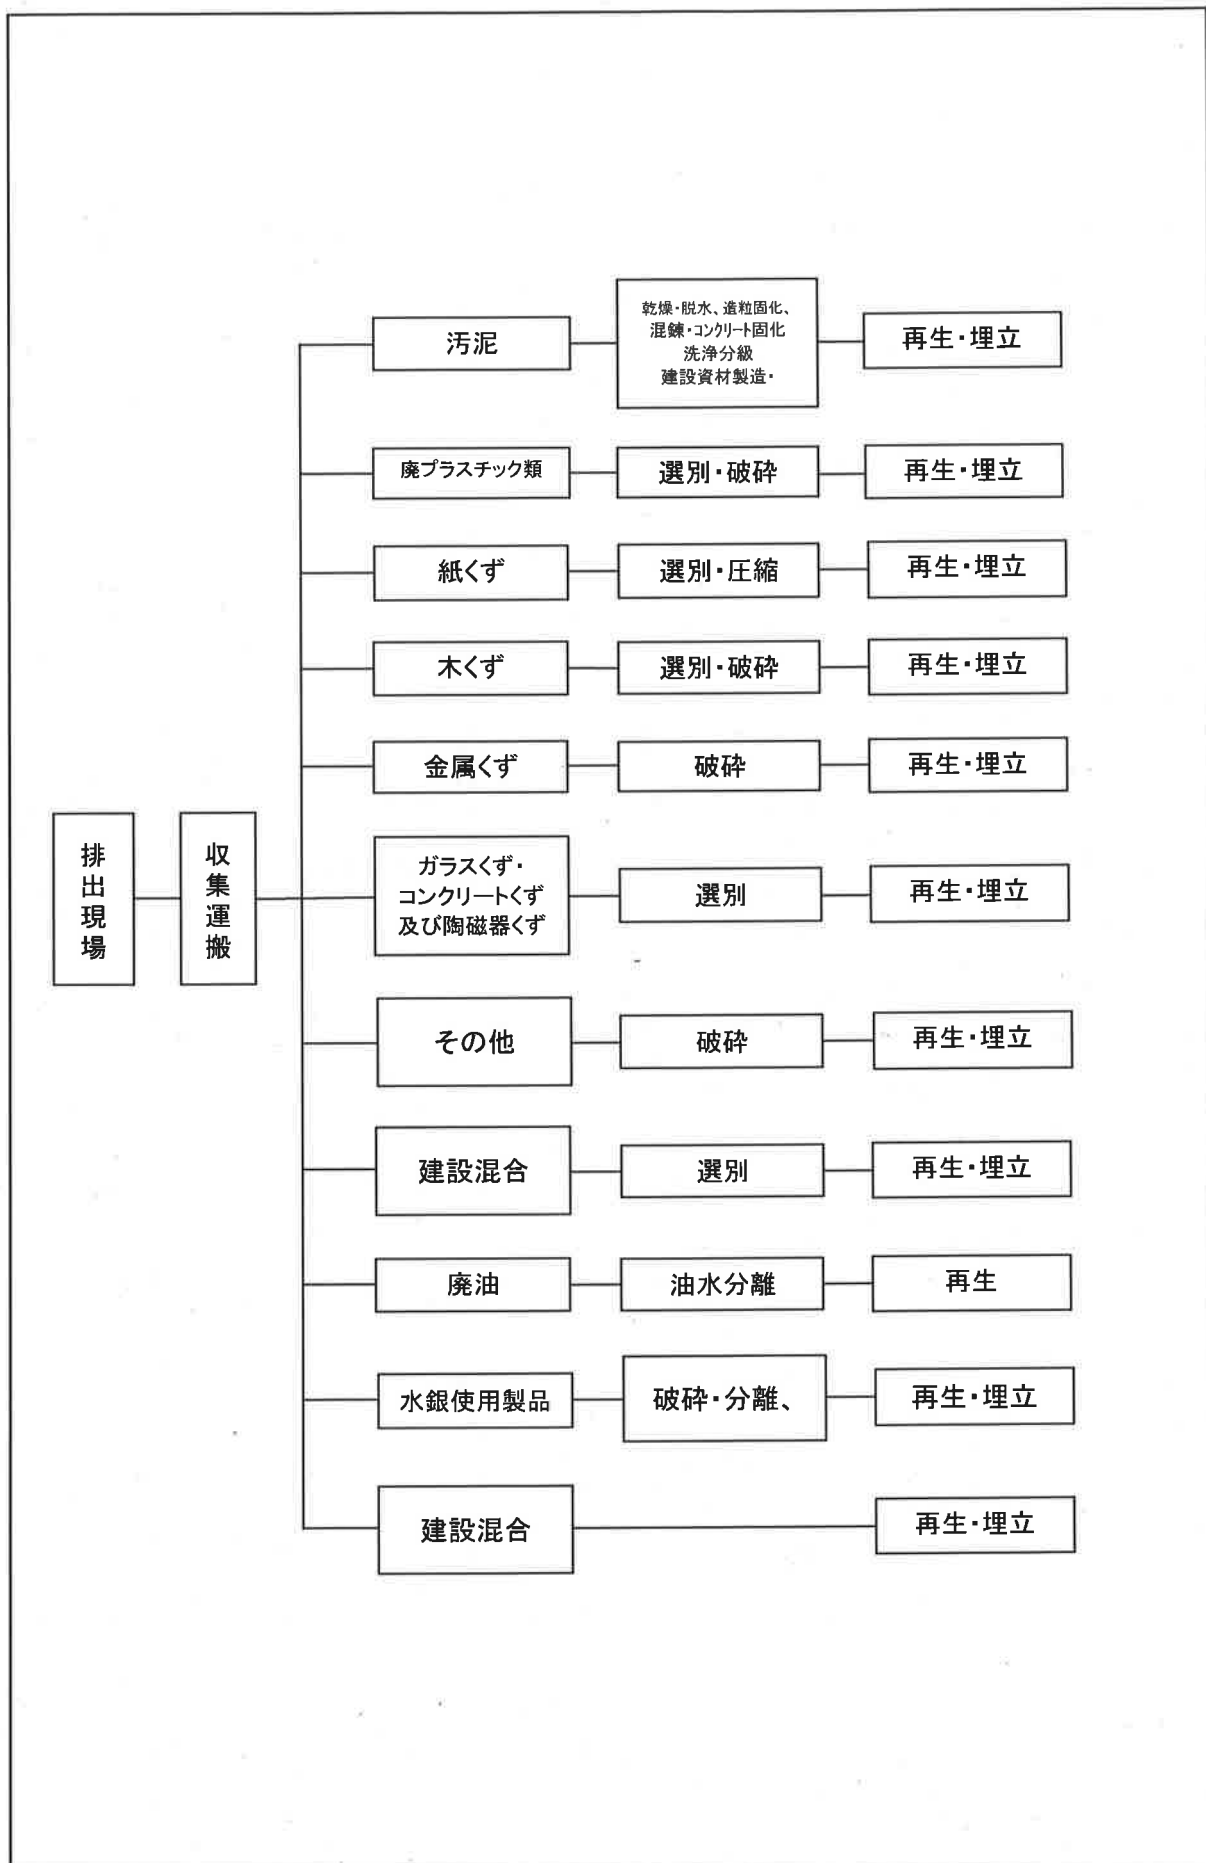 排出現場
収集運搬
汚泥
乾燥・脱水、造粒固化、
混錬・コンクリート固化
洗浄分級
建設資材製造・
再生・埋立
廃プラスチック類
選別・破砕
再生・埋立
紙くず
選別・圧縮
再生・埋立
木くず
選別・破砕
再生・埋立
金属くず
破砕
再生・埋立
ガラスくず・
コンクリートくず
及び陶磁器くず
選別
再生・埋立
その他
破砕
再生・埋立
建設混合
選別
再生・埋立
廃油
油水分離
再生
水銀使用製品
破砕・分離、
再生・埋立
建設混合
再生・埋立